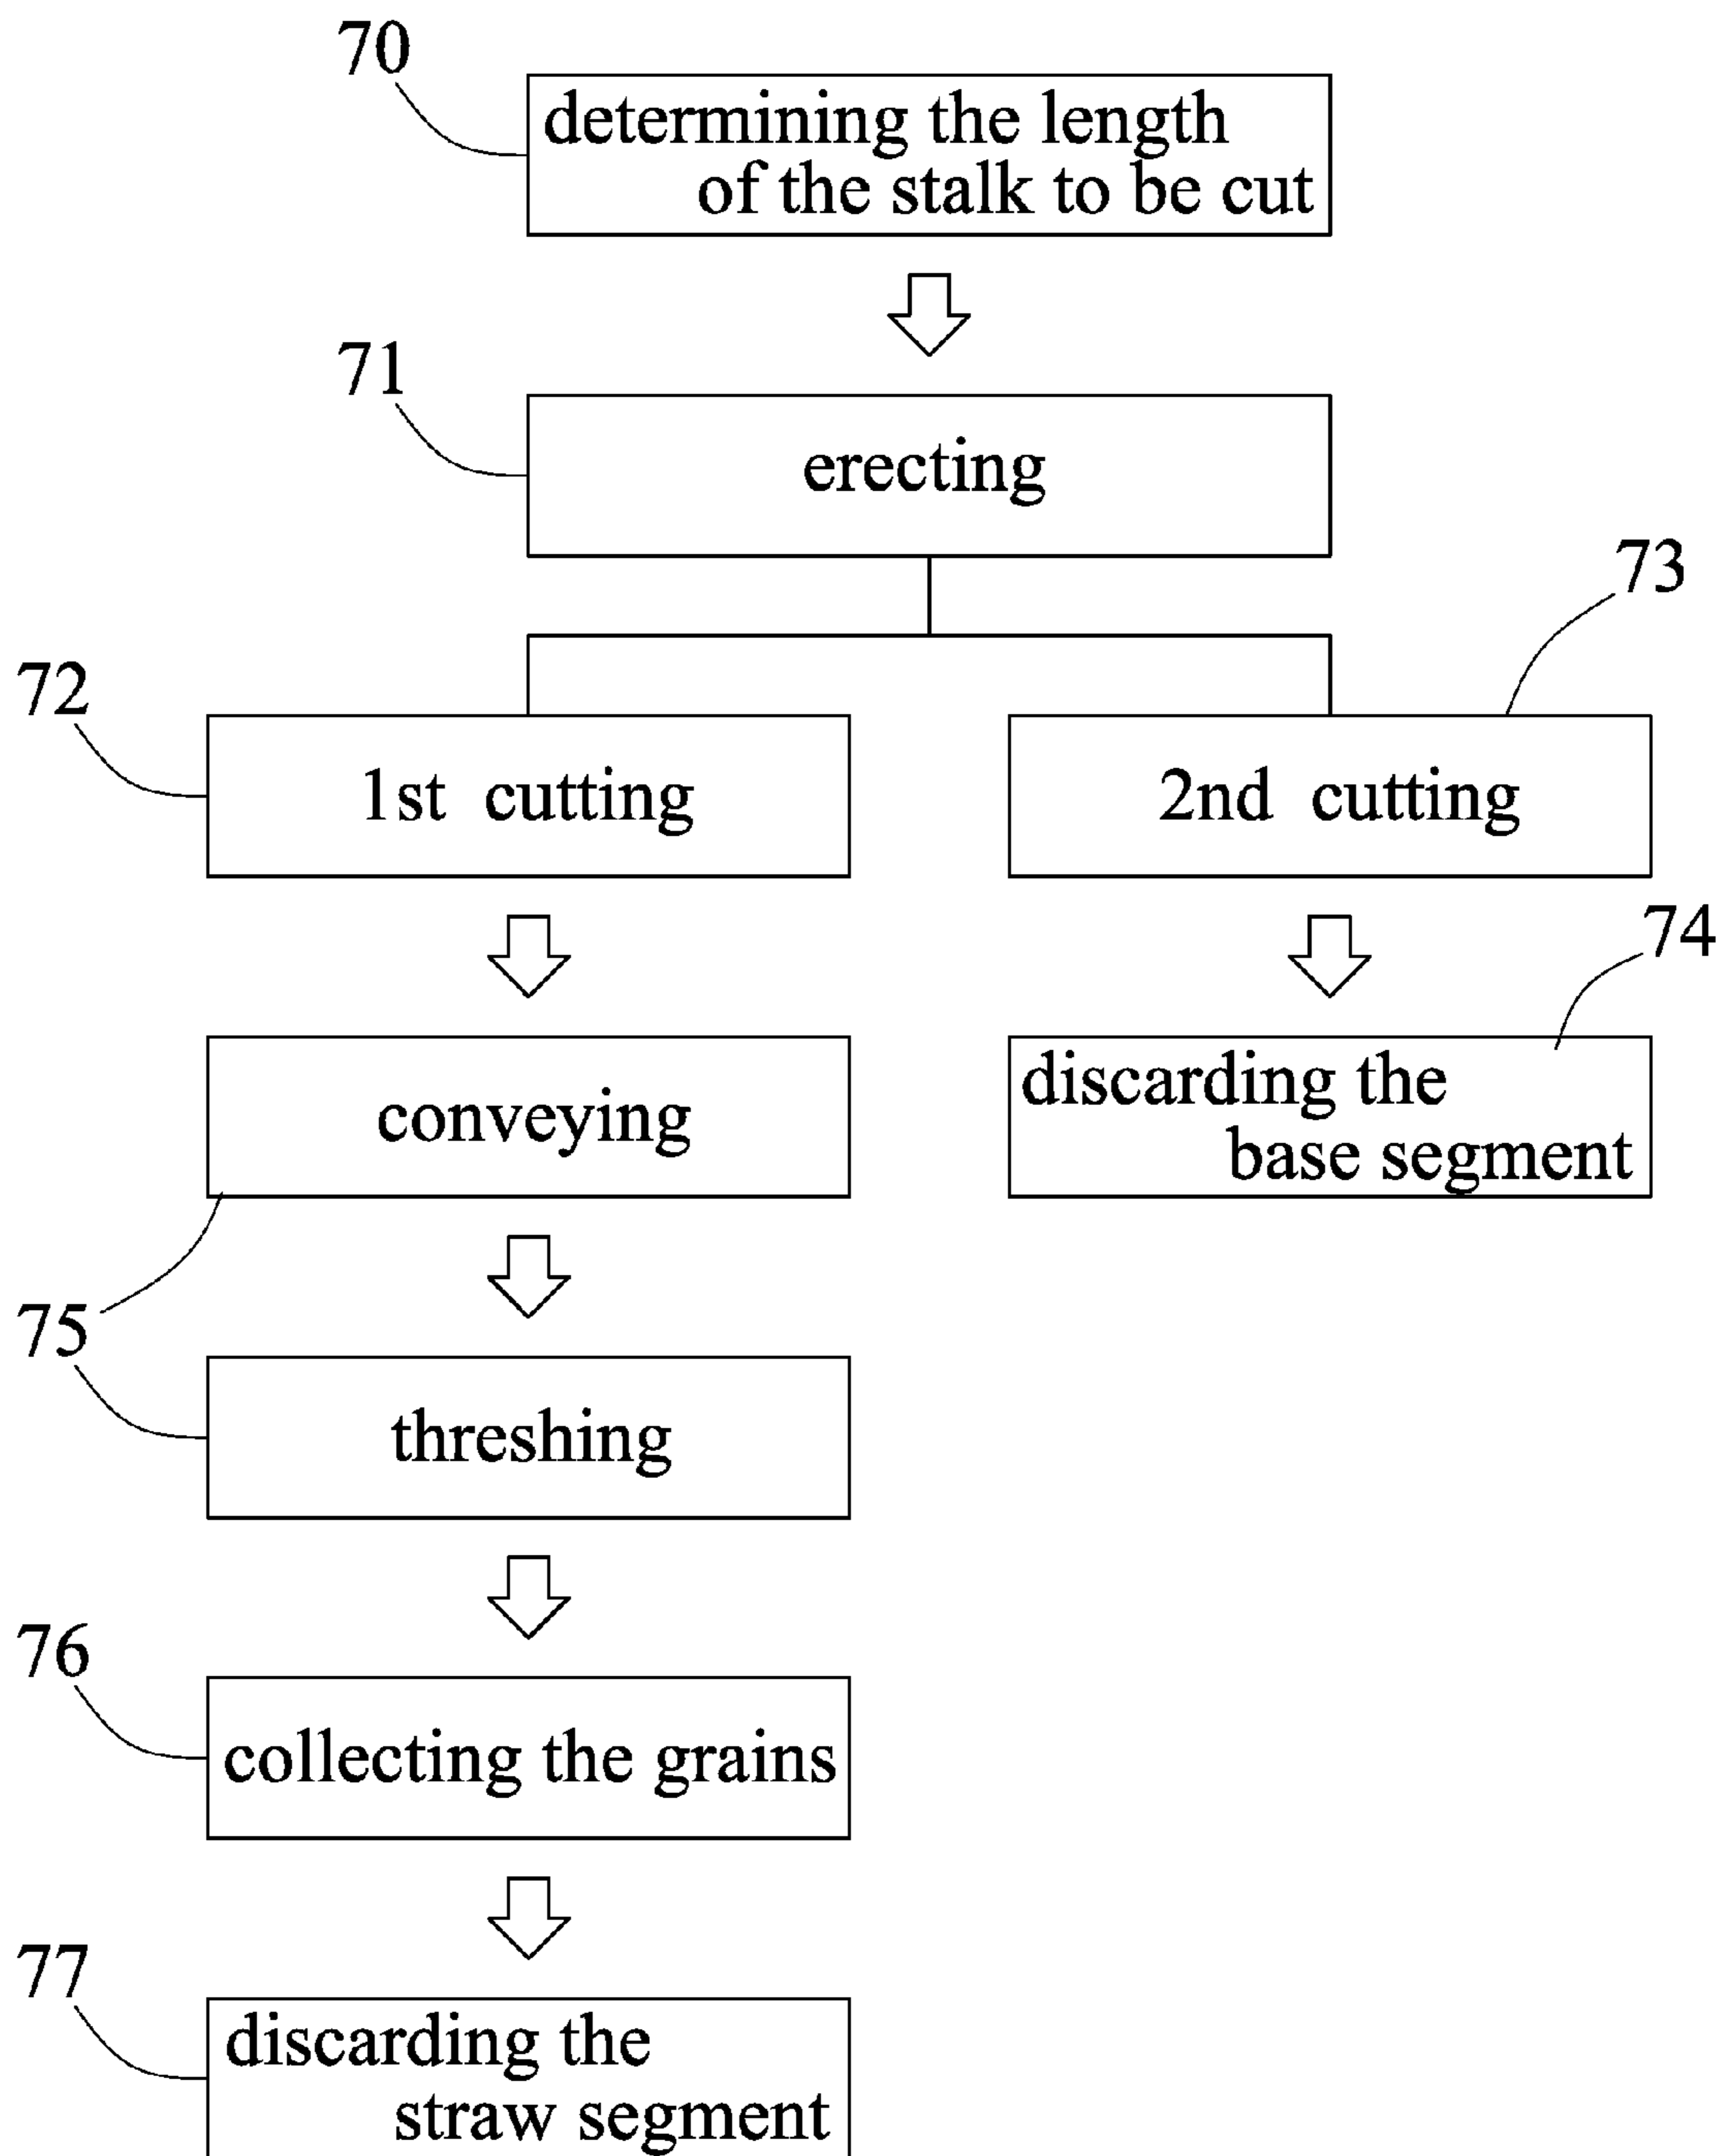 70
determining the length
of the stalk to be cut
71
erecting
73
72
1st cutting
2nd cutting
74
conveying
discarding the
base segment
75
threshing
76
collecting the grains
77
discarding the
straw segment